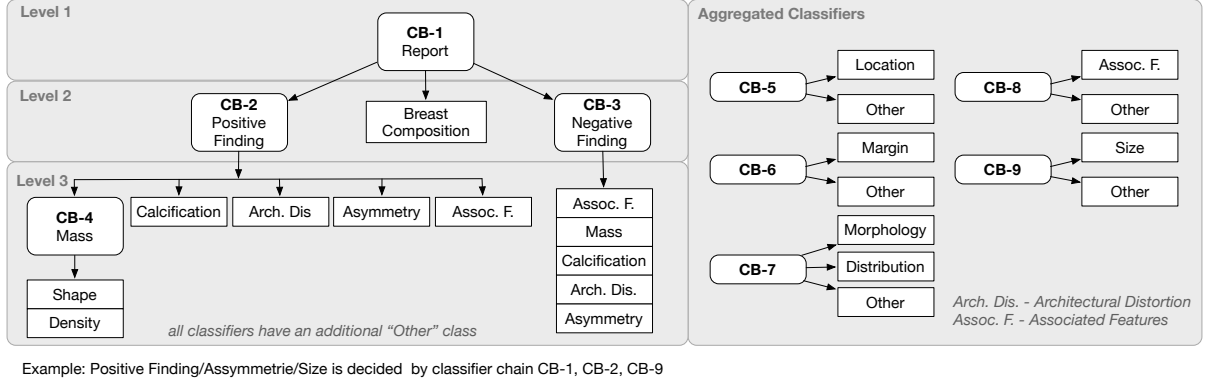 Level 1
CB-1
Report
Level 2
CB-2
Positive
Finding
Breast
Composition
CB-3
Negative
Finding
Level 3
CB-4
Mass
Calcification
Arch. Dis
Asymmetry
Assoc. F.
Shape
Density
Assoc. F.
Mass
Calcification
Arch. Dis.
Asymmetry
all classifiers have an additional “Other” class
Aggregated Classifiers
CB-5
Location
Other
CB-6
Margin
Other
CB-7
Morphology
Distribution
Other
CB-8
Assoc. F.
Other
CB-9
Size
Other
Arch. Dis. - Architectural Distortion
Assoc. F. - Associated Features
Example: Positive Finding/Assymmetrie/Size is decided by classifier chain CB-1, CB-2, CB-9